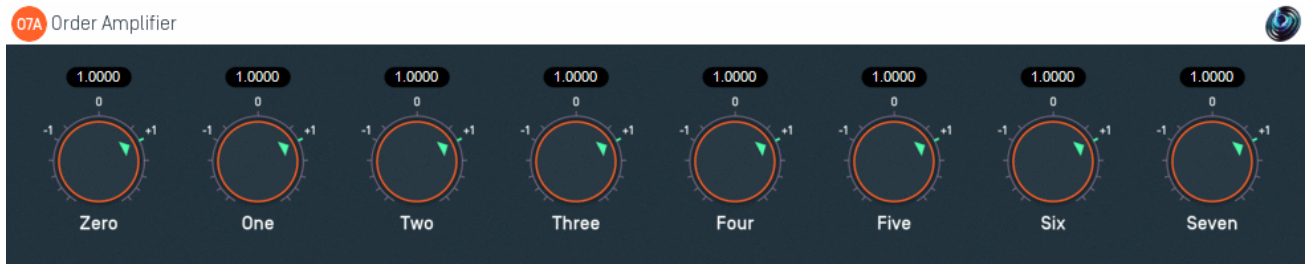 O7A Order Amplifier
1.0000 1.0000 1.0000 1.0000 1.0000 1.0000 1.0000 1.0000
0 0 0 0 0 0 0 0
-1 +1 -1 +1 -1 +1 -1 +1 -1 +1 -1 +1 -1 +1 -1 +1
Zero One Two Three Four Five Six Seven